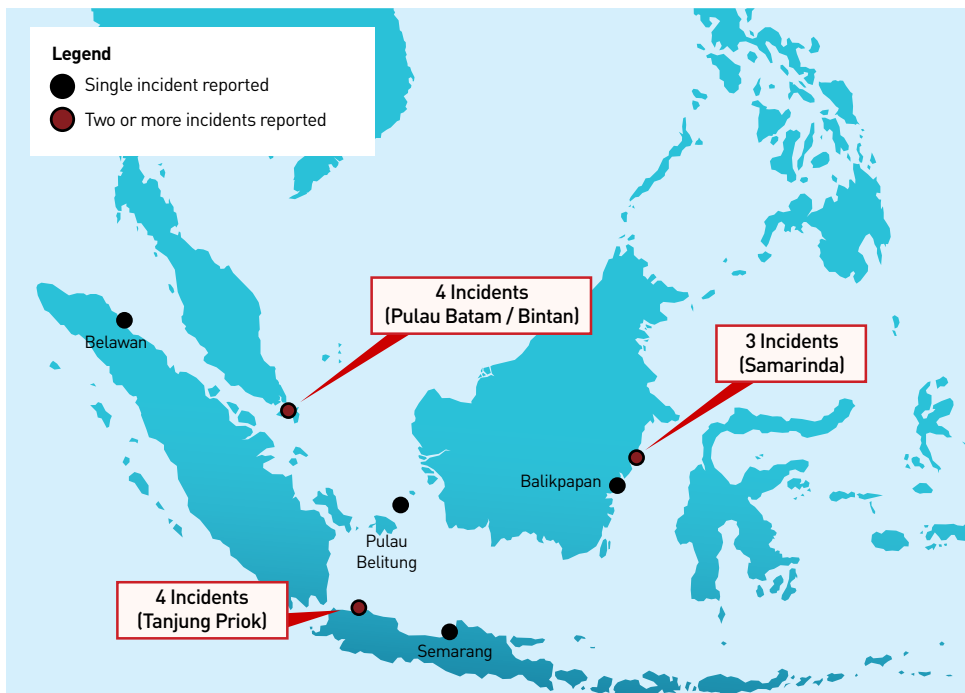 Legend
Single incident reported
Two or more incidents reported
4 Incidents
(Pulau Batam / Bintan)
Belawan
3 Incidents
(Samarinda)
Balikpapan
Pulau
Belitung
4 Incidents
(Tanjung Priok)
Semarang